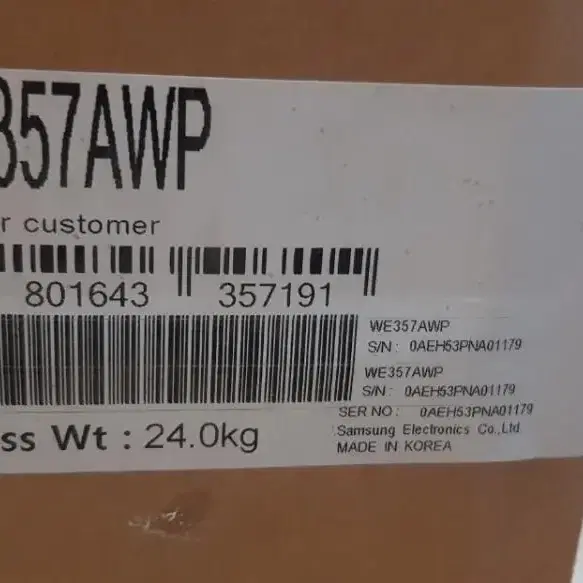 357AWP
r customer
801643 357191
WE357AWP
S/N : 0AEH53PNA01179
WE357AWP
S/N : 0AEH53PNA01179
SER NO : 0AEH53PNA01179
ss Wt : 24.0kg
Samsung Electronics Co.,Ltd
MADE IN KOREA